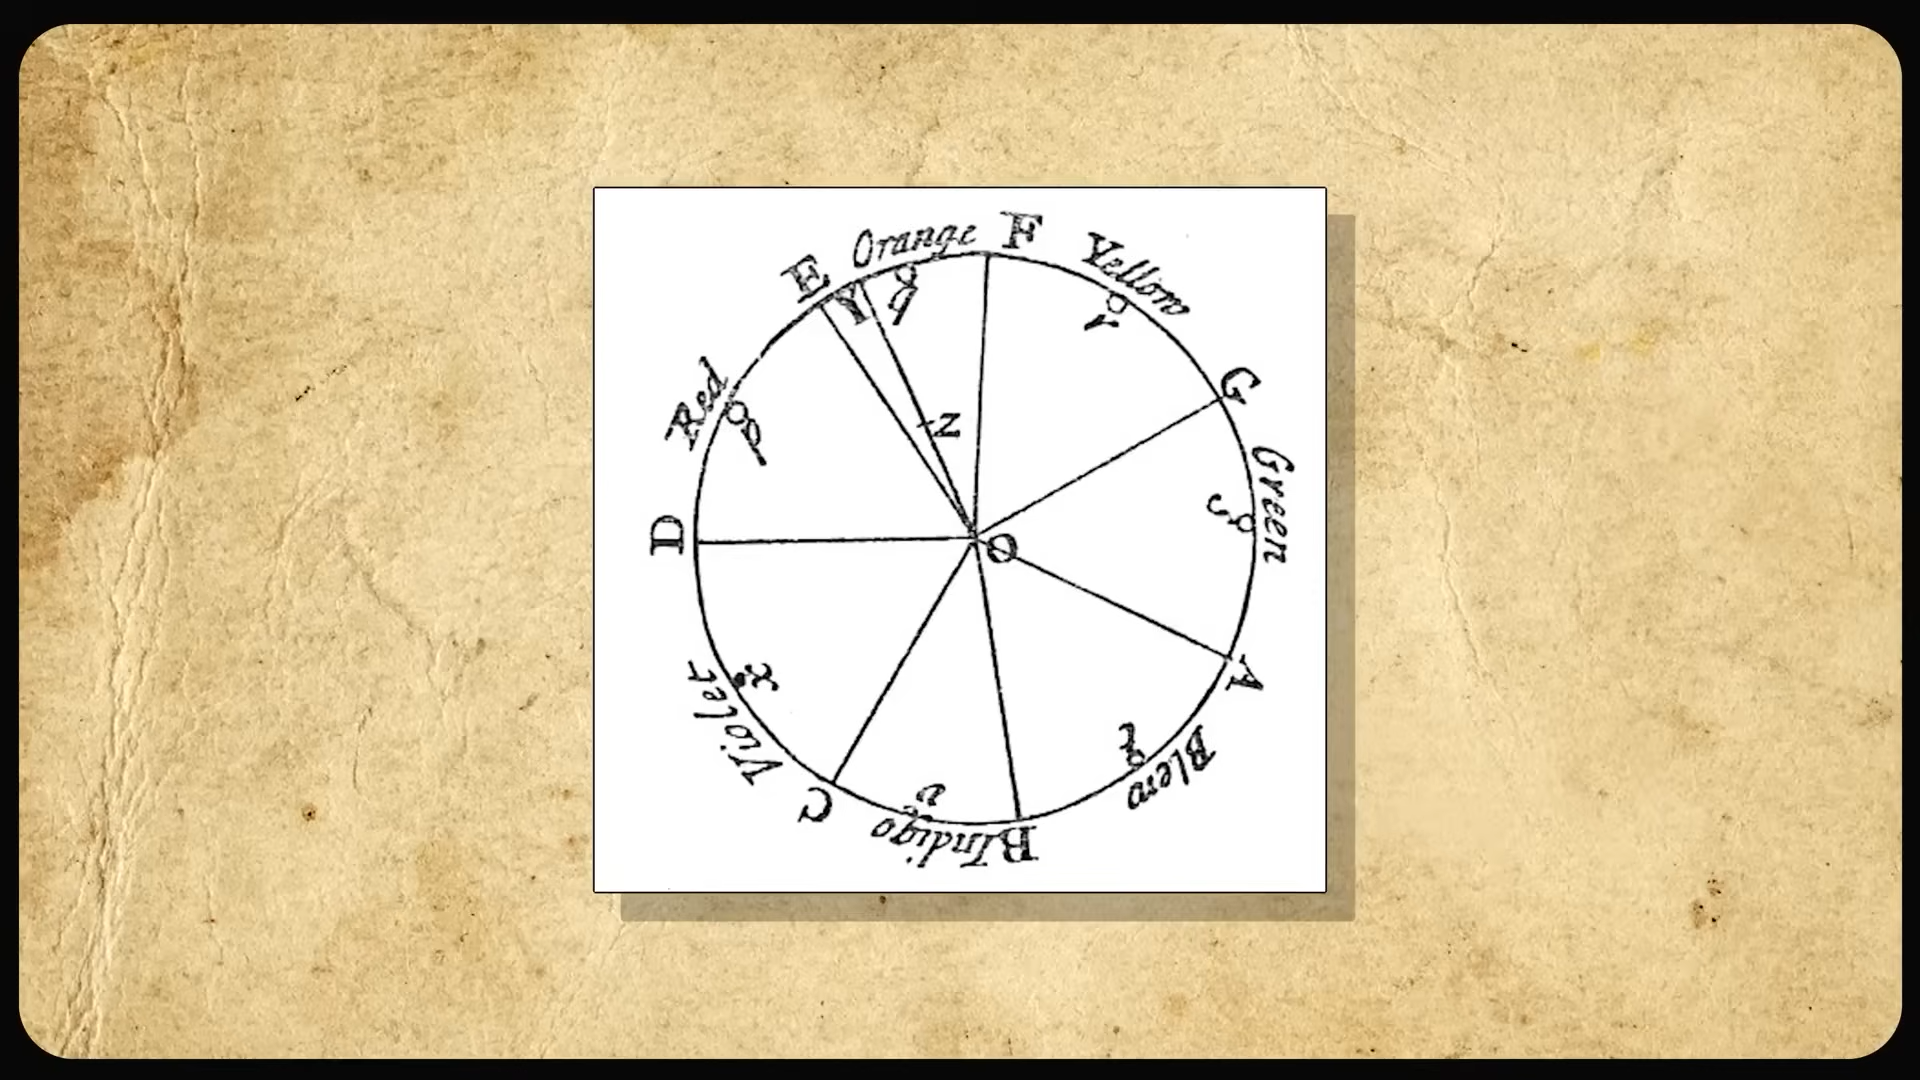 E
Orange
F
Yellow
Y
q
r
G
Red
p
Z
Green
s
D
O
A
x
Violet
t
Blew
C
v
Indigo
B